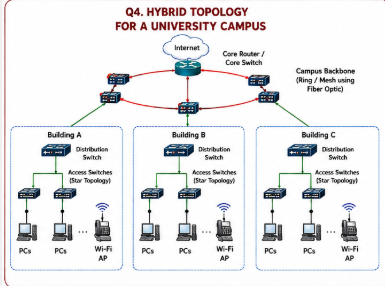 Q4. HYBRID TOPOLOGY
FOR A UNIVERSITY CAMPUS
Internet
Core Router /
Core Switch
Campus Backbone
(Ring / Mesh using
Fiber Optic)
Building A
Distribution
Switch
Access Switches
(Star Topology)
PCs
PCs
...
Wi-Fi
AP
Building B
Distribution
Switch
Access Switches
(Star Topology)
PCs
PCs
...
Wi-Fi
AP
Building C
Distribution
Switch
Access Switches
(Star Topology)
PCs
PCs
...
Wi-Fi
AP